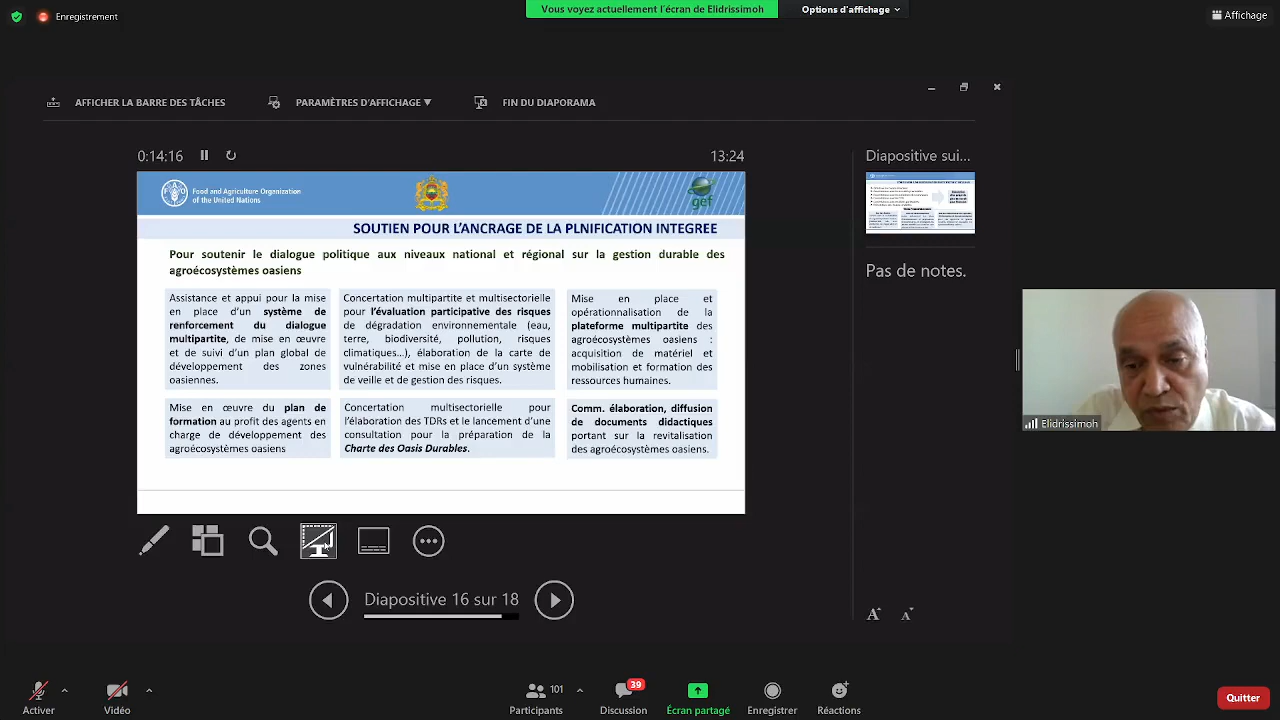 Enregistrement
Vous voyez actuellement l'écran de Elidrissimoh
Options d'affichage
Affichage
AFFICHER LA BARRE DES TÂCHES
PARAMÈTRES D'AFFICHAGE
FIN DU DIAPORAMA
0:14:16
13:24
Diapositive sui...
Food and Agriculture Organization
of the United Nations
gef
SOUTIEN POUR L'ANCRAGE DE LA PLNIFICATION INTEGREE
Pour soutenir le dialogue politique aux niveaux national et régional sur la gestion durable des
agroécosystèmes oasiens
Assistance et appui pour la mise
en place d'un système de
renforcement du dialogue
multipartite, de mise en œuvre
et de suivi d'un plan global de
développement des zones
oasiennes.
Concertation multipartite et multisectorielle
pour l'évaluation participative des risques
de dégradation environnementale (eau,
terre, biodiversité, pollution, risques
climatiques...), élaboration de la carte de
vulnérabilité et mise en place d'un système
de veille et de gestion des risques.
Mise en place et
opérationnalisation de la
plateforme multipartite des
agroécosystèmes oasiens :
acquisition de matériel et
mobilisation et formation des
ressources humaines.
Mise en œuvre du plan de
formation au profit des agents en
charge de développement des
agroécosystèmes oasiens
Concertation multisectorielle pour
l'élaboration des TDRs et le lancement d'une
consultation pour la préparation de la
Charte des Oasis Durables.
Comm. élaboration, diffusion
de documents didactiques
portant sur la revitalisation
des agroécosystèmes oasiens.
Pas de notes.
Elidrissimoh
Diapositive 16 sur 18
A A
Activer
Vidéo
101
Participants
39
Discussion
Écran partagé
Enregistrer
Réactions
Quitter